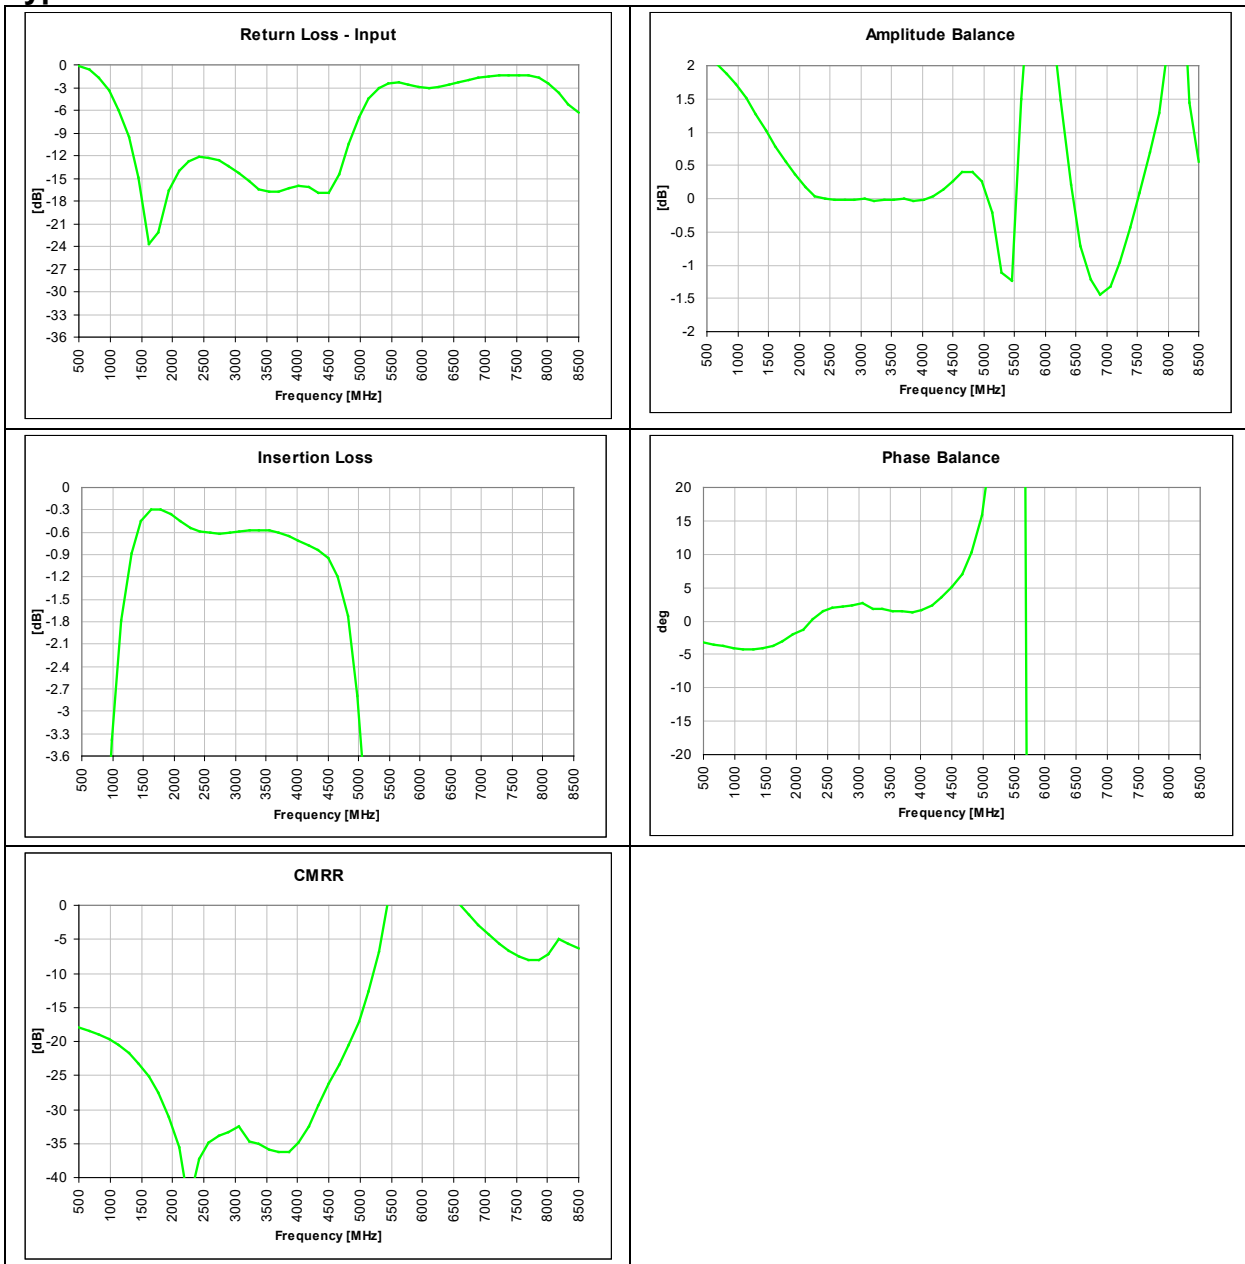 Return Loss - Input
0
-3
-6
-9
-12
-15
-18
-21
-24
-27
-30
-33
-36
[dB]
500 1000 1500 2000 2500 3000 3500 4000 4500 5000 5500 6000 6500 7000 7500 8000 8500
Frequency [MHz]
Amplitude Balance
2
1.5
1
0.5
0
-0.5
-1
-1.5
-2
[dB]
500 1000 1500 2000 2500 3000 3500 4000 4500 5000 5500 6000 6500 7000 7500 8000 8500
Frequency [MHz]
Insertion Loss
0
-0.3
-0.6
-0.9
-1.2
-1.5
-1.8
-2.1
-2.4
-2.7
-3
-3.3
-3.6
[dB]
500 1000 1500 2000 2500 3000 3500 4000 4500 5000 5500 6000 6500 7000 7500 8000 8500
Frequency [MHz]
Phase Balance
20
15
10
5
0
-5
-10
-15
-20
deg
500 1000 1500 2000 2500 3000 3500 4000 4500 5000 5500 6000 6500 7000 7500 8000 8500
Frequency [MHz]
CMRR
0
-5
-10
-15
-20
-25
-30
-35
-40
[dB]
500 1000 1500 2000 2500 3000 3500 4000 4500 5000 5500 6000 6500 7000 7500 8000 8500
Frequency [MHz]